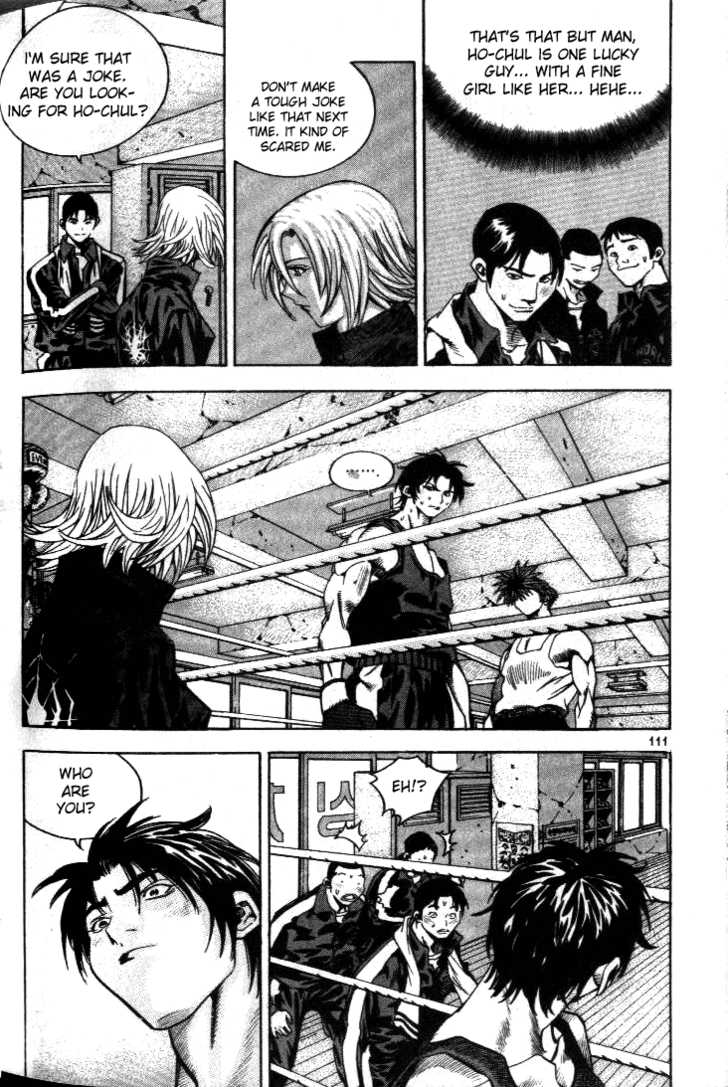 I'M SURE THAT
WAS A JOKE.
ARE YOU LOOK-
ING FOR HO-CHUL?
DON'T MAKE
A TOUGH JOKE
LIKE THAT NEXT
TIME. IT KIND OF
SCARED ME.
THAT'S THAT BUT MAN,
HO-CHUL IS ONE LUCKY
GUY... WITH A FINE
GIRL LIKE HER... HEHE...
......
111
WHO
ARE
YOU?
EH!?